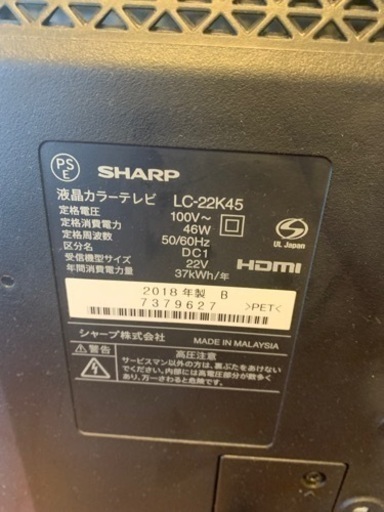 PS
E
SHARP
液晶カラーテレビ LC-22K45
定格電圧 100V～
定格消費電力 46W
定格周波数 50/60Hz
区分名 DC1
受信機型サイズ 22V
年間消費電力量 37kWh/年
UL Japan
HDMI
2018年製 B
7379627 >PET<
シャープ株式会社 MADE IN MALAYSIA
警告 高圧注意
サービスマン以外の方は、裏ぶたをあけないで
ください。内部には高電圧部分が数多く
あり、万一さわると危険です。